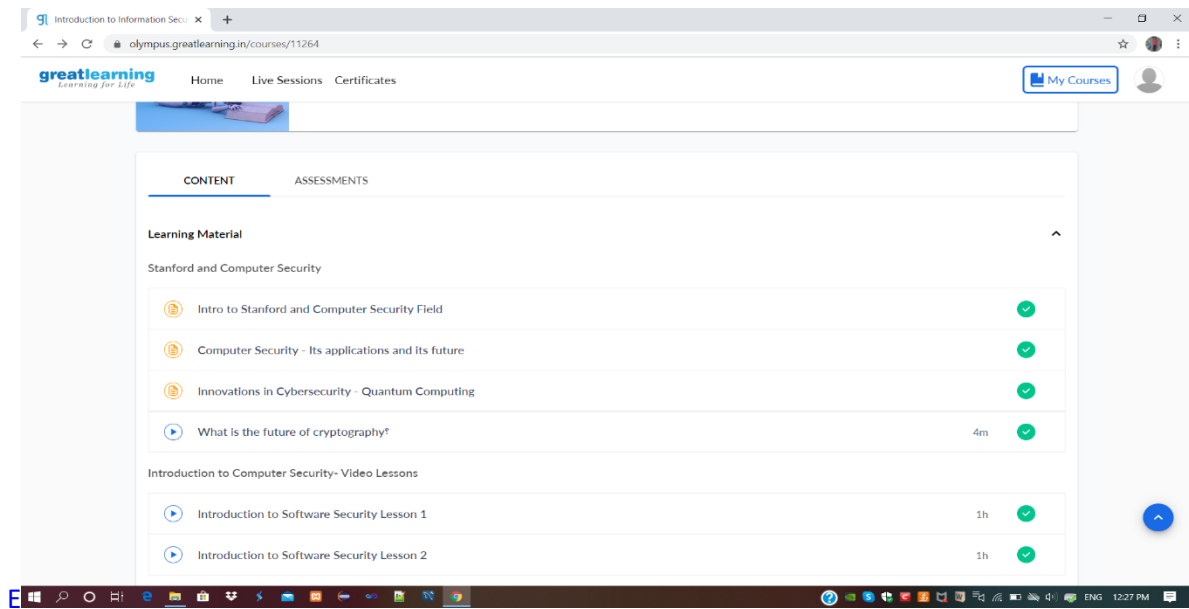 Introduction to Information Secu
olympus.greatlearning.in/courses/11264
greatlearning
Learning for Life
Home Live Sessions Certificates
My Courses
CONTENT ASSESSMENTS
Learning Material
Stanford and Computer Security
Intro to Stanford and Computer Security Field
Computer Security - Its applications and its future
Innovations in Cybersecurity - Quantum Computing
What is the future of cryptography?
4m
Introduction to Computer Security- Video Lessons
Introduction to Software Security Lesson 1
1h
Introduction to Software Security Lesson 2
1h
E
ENG 12:27 PM